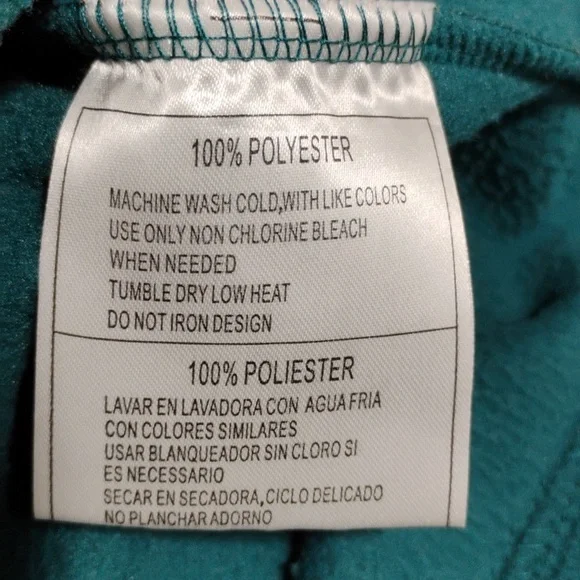 100% POLYESTER
MACHINE WASH COLD,WITH LIKE COLORS
USE ONLY NON CHLORINE BLEACH
WHEN NEEDED
TUMBLE DRY LOW HEAT
DO NOT IRON DESIGN
100% POLIESTER
LAVAR EN LAVADORA CON AGUA FRIA
CON COLORES SIMILARES
USAR BLANQUEADOR SIN CLORO SI
ES NECESSARIO
SECAR EN SECADORA,CICLO DELICADO
NO PLANCHAR ADORNO